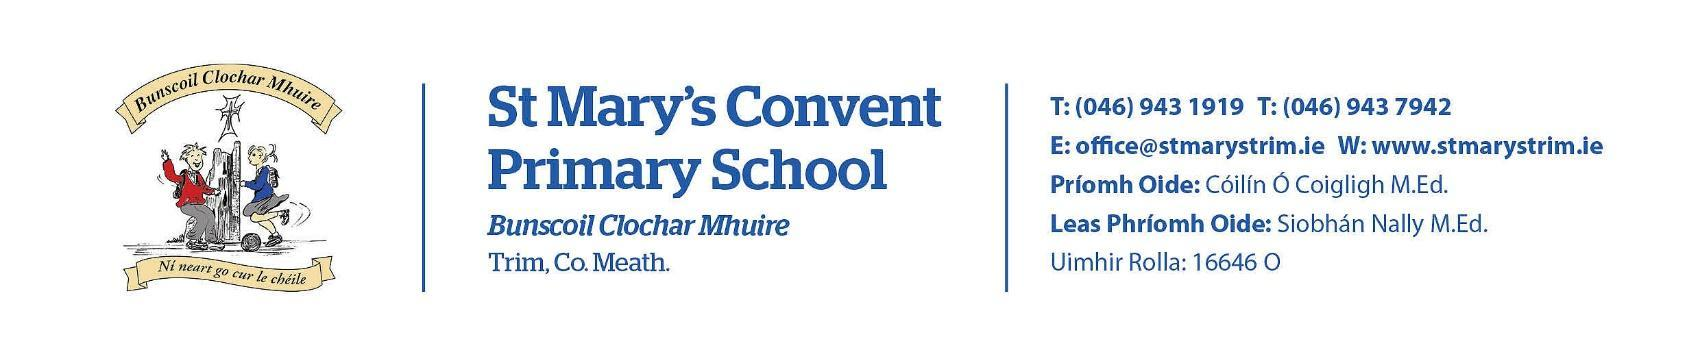 Bunscoil Clochar Mhuire
Ní neart go cur le chéile
St Mary's Convent
Primary School
Bunscoil Clochar Mhuire
Trim, Co. Meath.
T: (046) 943 1919 T: (046) 943 7942
E: office@stmarystrim.ie W: www.stmarystrim.ie
Príomh Oide: Cóilín Ó Coigligh M.Ed.
Leas Phríomh Oide: Siobhán Nally M.Ed.
Uimhir Rolla: 16646 O